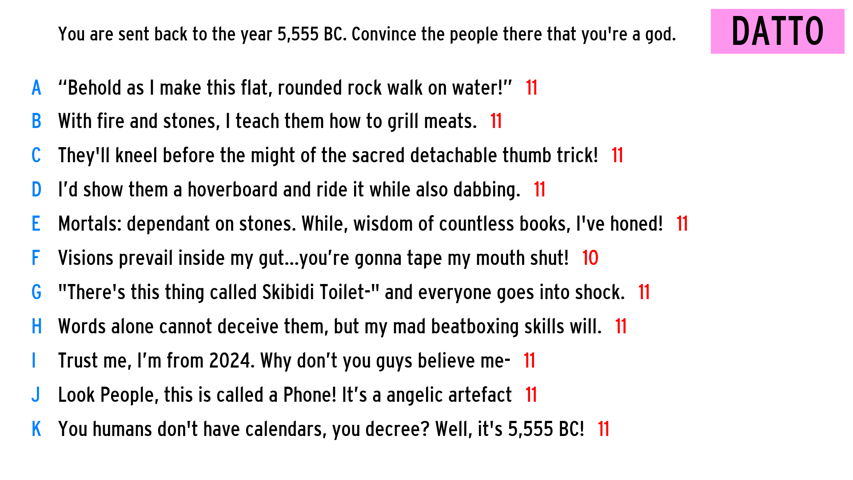 You are sent back to the year 5,555 BC. Convince the people there that you're a god.
DATTO
A “Behold as I make this flat, rounded rock walk on water!” 11
B With fire and stones, I teach them how to grill meats. 11
C They'll kneel before the might of the sacred detachable thumb trick! 11
D I’d show them a hoverboard and ride it while also dabbing. 11
E Mortals: dependant on stones. While, wisdom of countless books, I've honed! 11
F Visions prevail inside my gut...you’re gonna tape my mouth shut! 10
G "There's this thing called Skibidi Toilet-" and everyone goes into shock. 11
H Words alone cannot deceive them, but my mad beatboxing skills will. 11
I Trust me, I’m from 2024. Why don’t you guys believe me- 11
J Look People, this is called a Phone! It’s a angelic artefact 11
K You humans don't have calendars, you decree? Well, it's 5,555 BC! 11